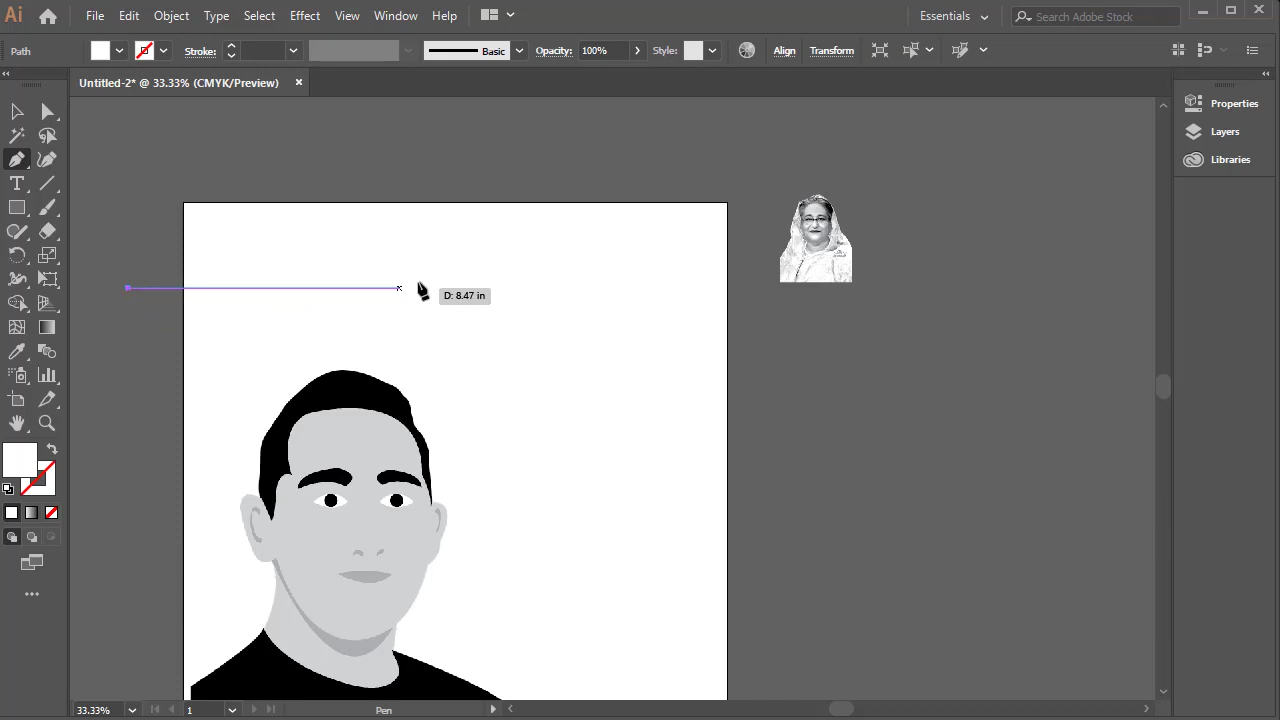 Ai File Edit Object Type Select Effect View Window Help Essentials Search Adobe Stock
Path Stroke: Basic Opacity: 100% Style: Align Transform
Untitled-2* @ 33.33% (CMYK/Preview)
Properties
Layers
Libraries
D: 8.47 in
33.33% 1 Pen